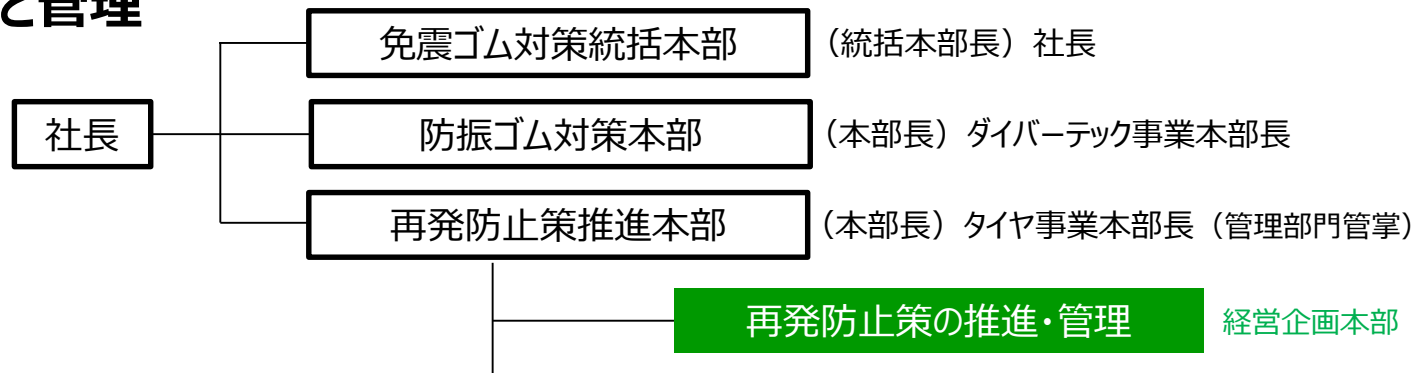 と管理
免震ゴム対策統括本部 （統括本部長）社長
社長 防振ゴム対策本部 （本部長）ダイバーテック事業本部長
再発防止策推進本部 （本部長）タイヤ事業本部長（管理部門管掌）
再発防止策の推進・管理 経営企画本部